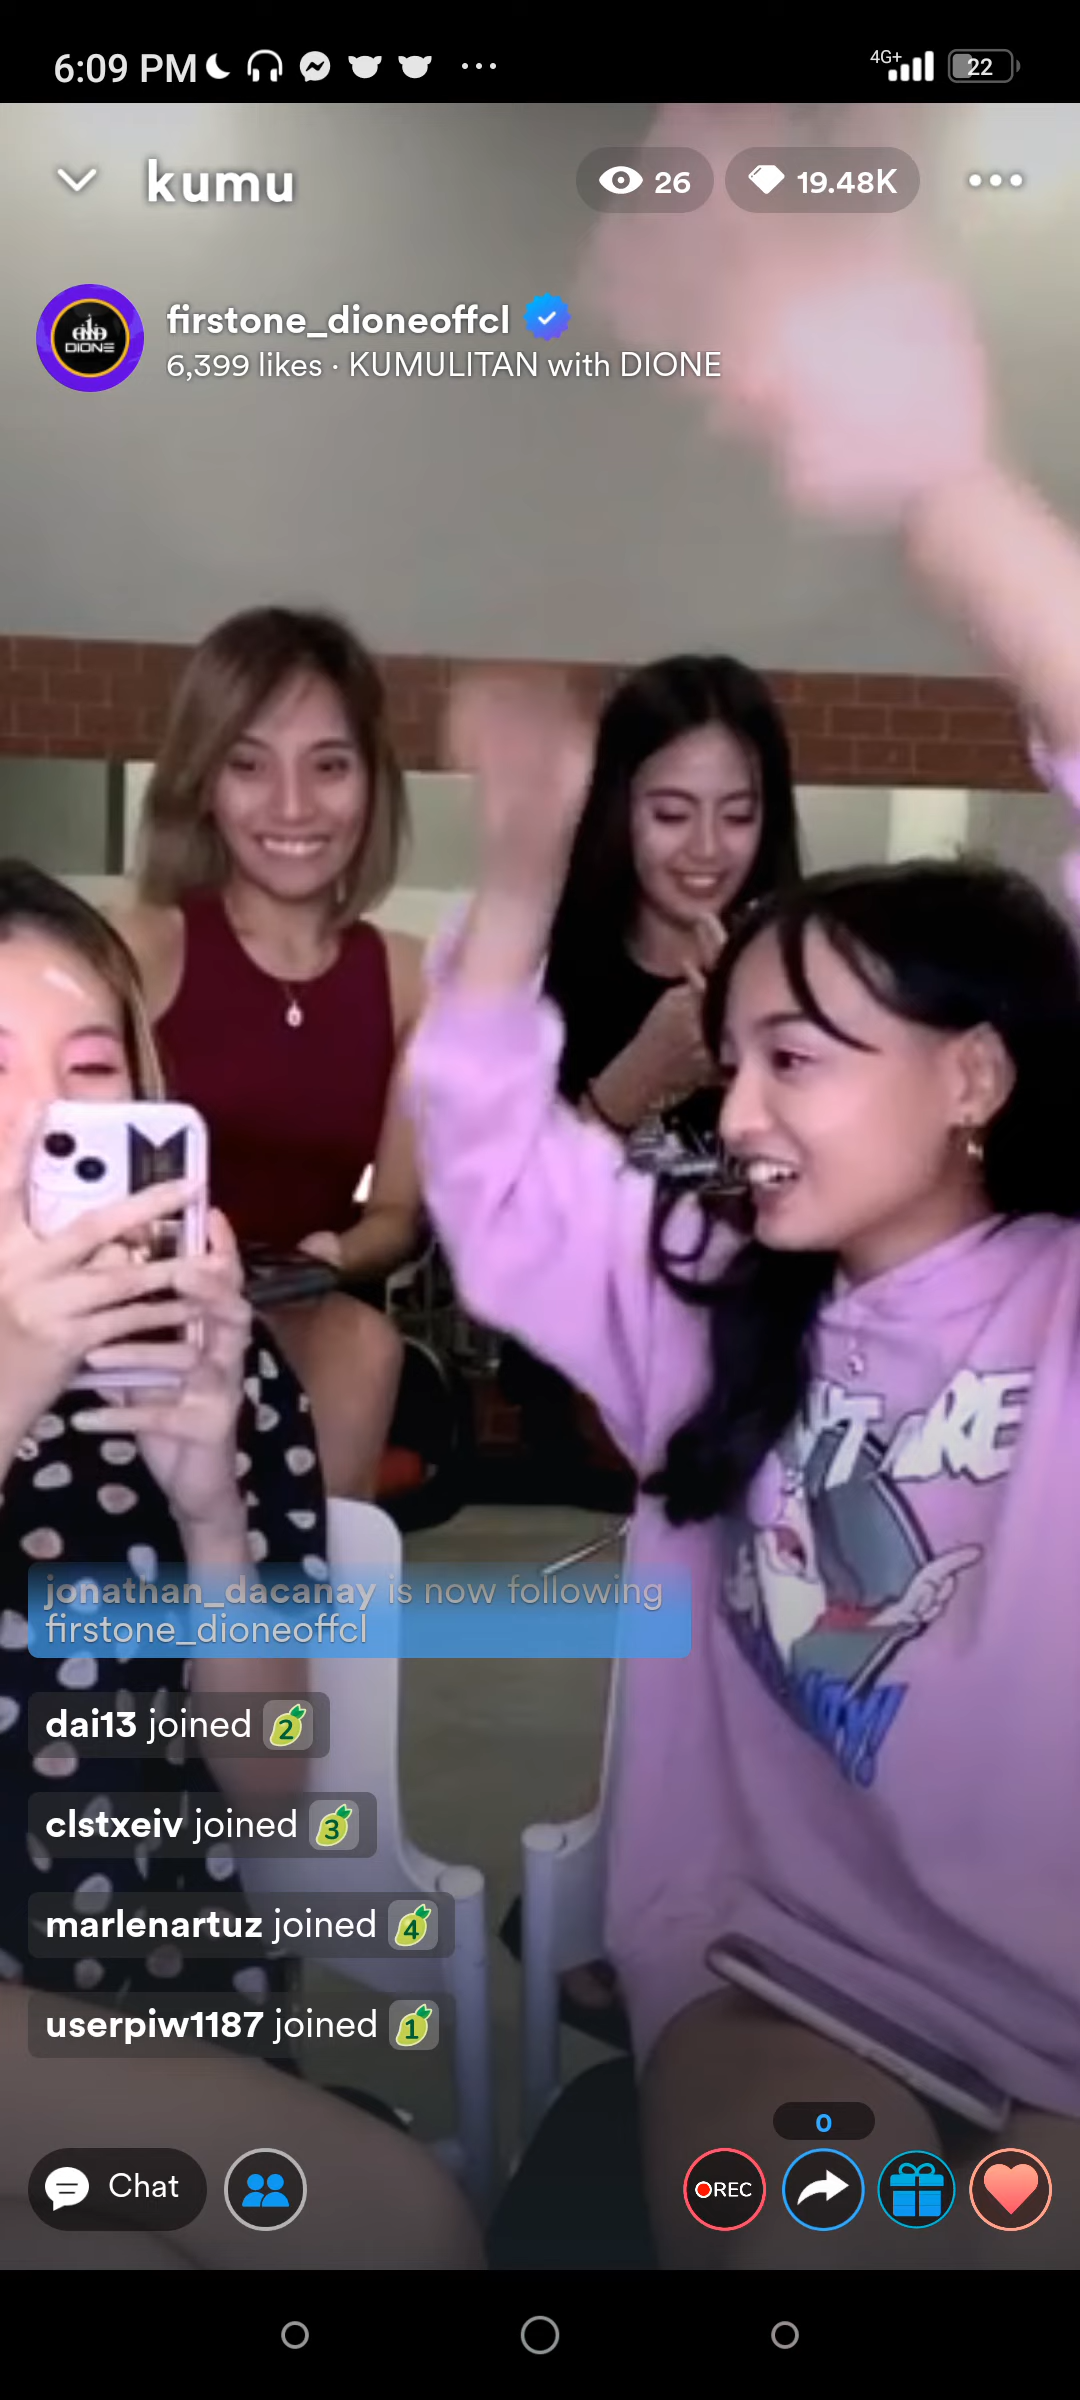 6:09 PM
4G+
22
kumu
26
19.48K
firstone_dioneoffcl
6,399 likes · KUMULITAN with DIONE
DIONE
jonathan_dacanay is now following
firstone_dioneoffcl
dai13 joined 2
clstxeiv joined 3
marlenartuz joined 4
userpiw1187 joined 1
0
Chat
REC